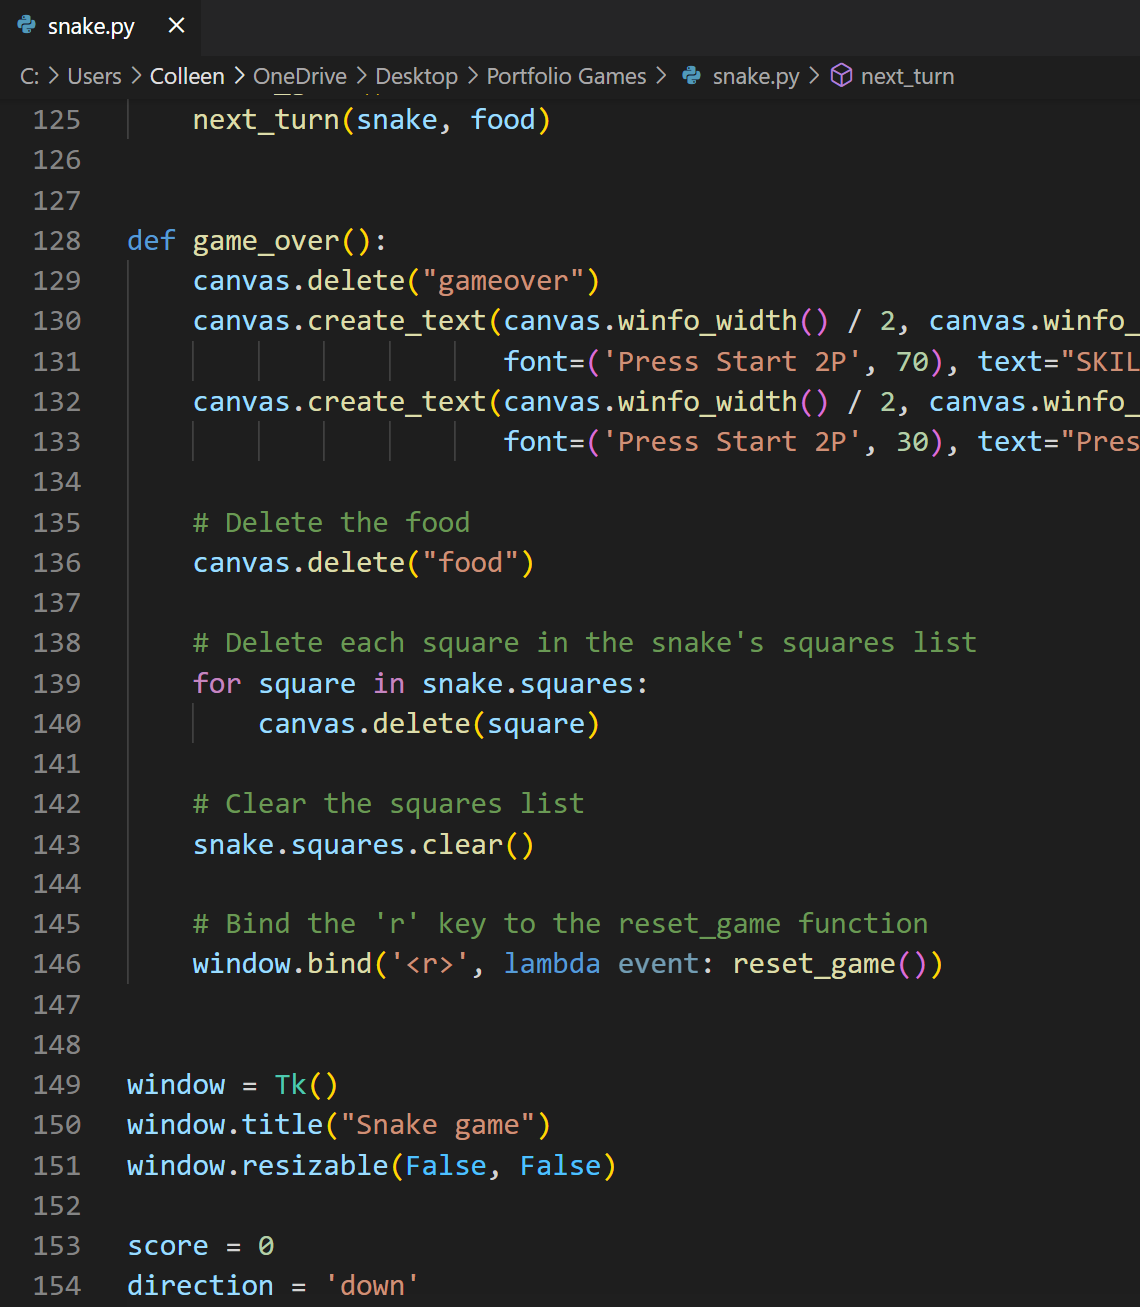 snake.py
C: > Users > Colleen > OneDrive > Desktop > Portfolio Games > snake.py > next_turn
125 next_turn(snake, food)
126
127
128 def game_over():
129     canvas.delete("gameover")
130     canvas.create_text(canvas.winfo_width() / 2, canvas.winfo_
131                        font=('Press Start 2P', 70), text="SKIL
132     canvas.create_text(canvas.winfo_width() / 2, canvas.winfo_
133                        font=('Press Start 2P', 30), text="Pres
134
135     # Delete the food
136     canvas.delete("food")
137
138     # Delete each square in the snake's squares list
139     for square in snake.squares:
140         canvas.delete(square)
141
142     # Clear the squares list
143     snake.squares.clear()
144
145     # Bind the 'r' key to the reset_game function
146     window.bind('<r>', lambda event: reset_game())
147
148
149 window = Tk()
150 window.title("Snake game")
151 window.resizable(False, False)
152
153 score = 0
154 direction = 'down'